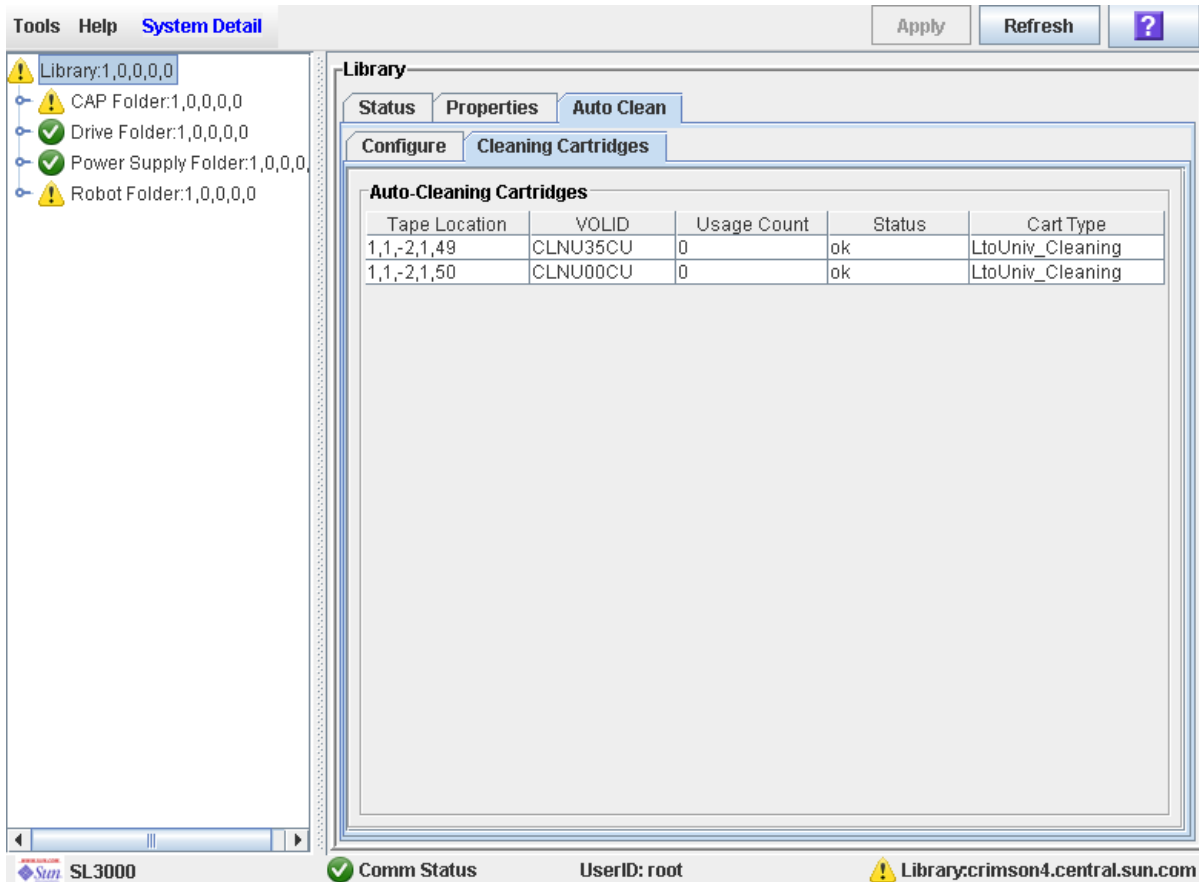 Tools Help System Detail Apply Refresh ?
Library:1,0,0,0,0
CAP Folder:1,0,0,0,0
Drive Folder:1,0,0,0,0
Power Supply Folder:1,0,0,0,
Robot Folder:1,0,0,0,0
Library
Status Properties Auto Clean
Configure Cleaning Cartridges
Auto-Cleaning Cartridges
Tape Location VOLID Usage Count Status Cart Type
1,1,-2,1,49 CLNU35CU 0 ok LtoUniv_Cleaning
1,1,-2,1,50 CLNU00CU 0 ok LtoUniv_Cleaning
Sun SL3000 Comm Status UserID: root Library:crimson4.central.sun.com